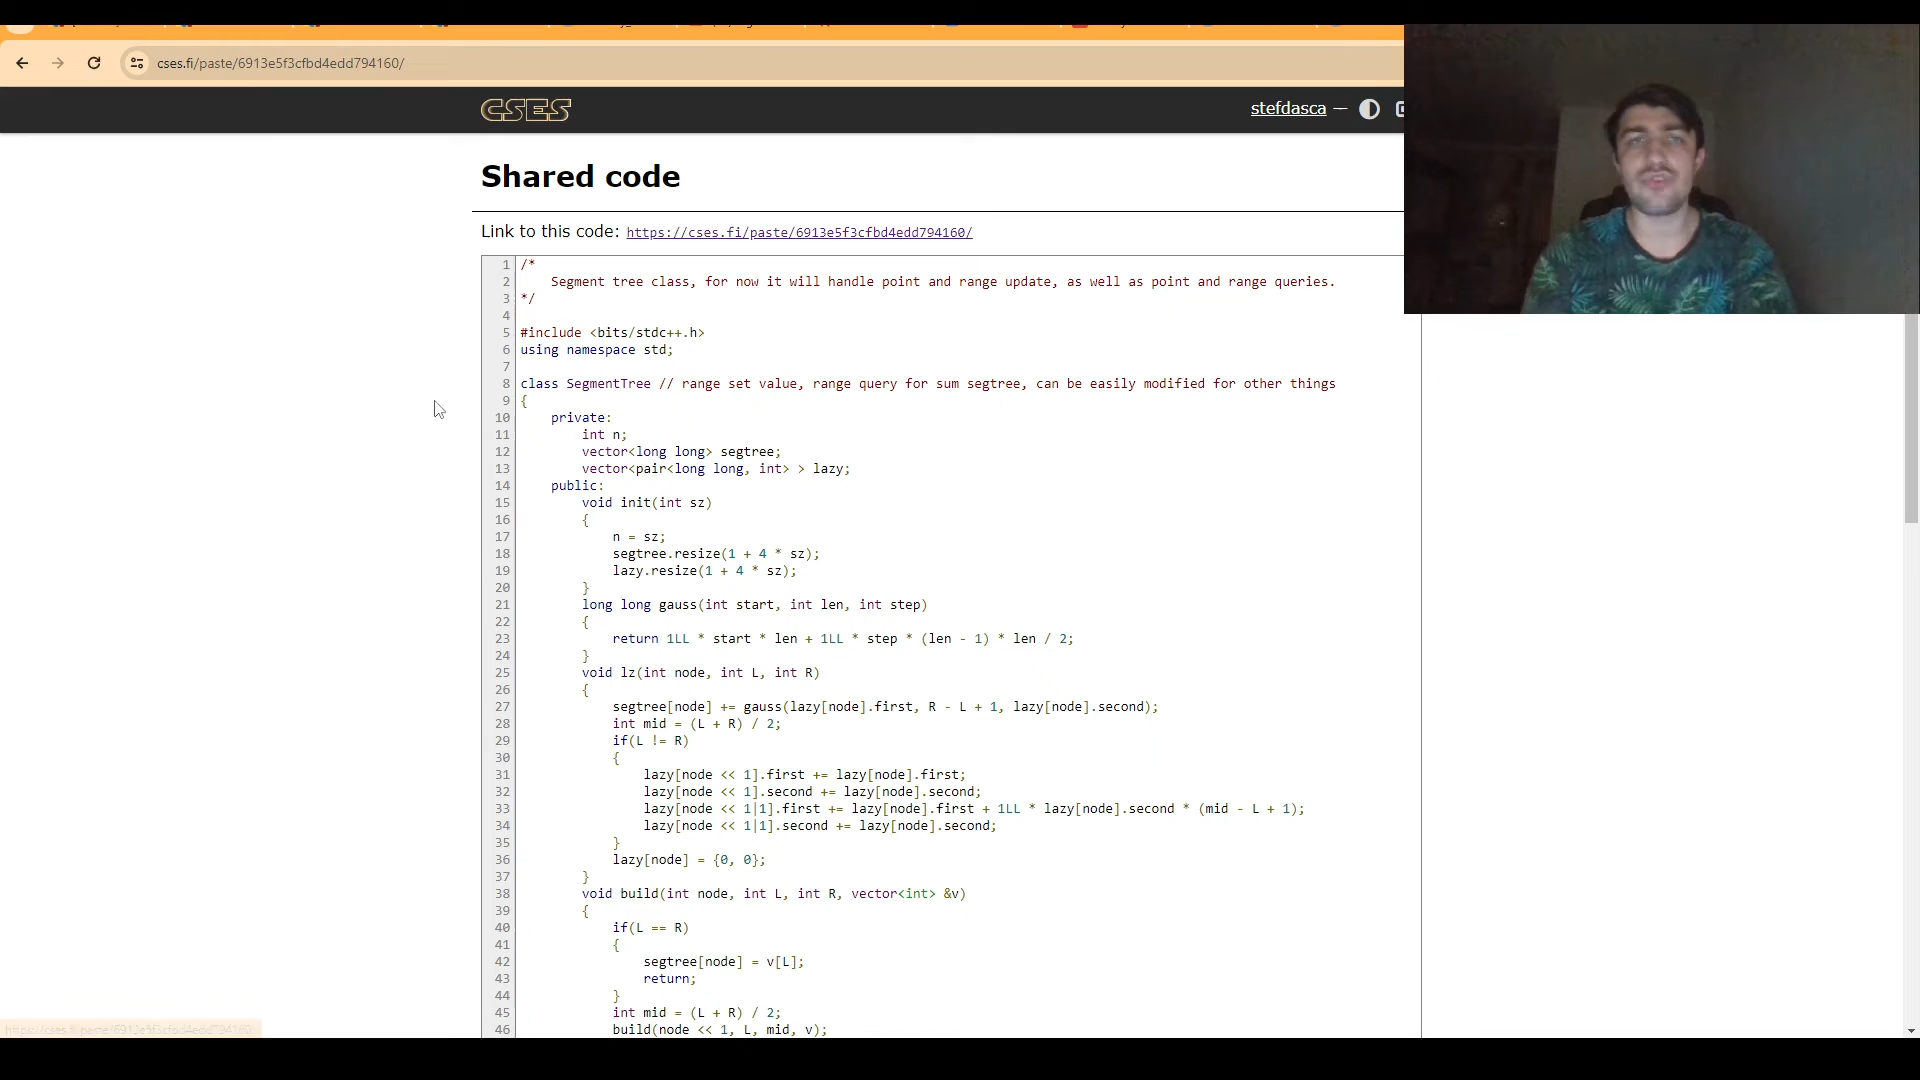 cses.fi/paste/6913e5f3cfbd4edd794160/
CSES
stefdasca —
Shared code
Link to this code: https://cses.fi/paste/6913e5f3cfbd4edd794160/
1 /*
2 Segment tree class, for now it will handle point and range update, as well as point and range queries.
3 */
4
5 #include <bits/stdc++.h>
6 using namespace std;
7
8 class SegmentTree // range set value, range query for sum segtree, can be easily modified for other things
9 {
10 private:
11 int n;
12 vector<long long> segtree;
13 vector<pair<long long, int> > lazy;
14 public:
15 void init(int sz)
16 {
17 n = sz;
18 segtree.resize(1 + 4 * sz);
19 lazy.resize(1 + 4 * sz);
20 }
21 long long gauss(int start, int len, int step)
22 {
23 return 1LL * start * len + 1LL * step * (len - 1) * len / 2;
24 }
25 void lz(int node, int L, int R)
26 {
27 segtree[node] += gauss(lazy[node].first, R - L + 1, lazy[node].second);
28 int mid = (L + R) / 2;
29 if(L != R)
30 {
31 lazy[node << 1].first += lazy[node].first;
32 lazy[node << 1].second += lazy[node].second;
33 lazy[node << 1|1].first += lazy[node].first + 1LL * lazy[node].second * (mid - L + 1);
34 lazy[node << 1|1].second += lazy[node].second;
35 }
36 lazy[node] = {0, 0};
37 }
38 void build(int node, int L, int R, vector<int> &v)
39 {
40 if(L == R)
41 {
42 segtree[node] = v[L];
43 return;
44 }
45 int mid = (L + R) / 2;
46 build(node << 1, L, mid, v);